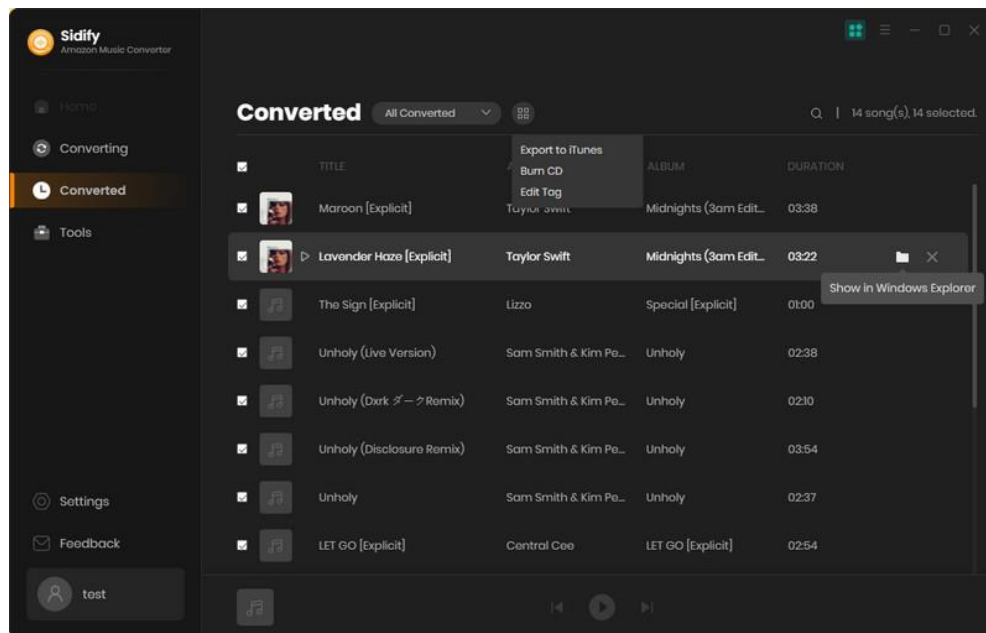 Sidify
Amazon Music Converter
Home
Converting
Converted
Tools
Settings
Feedback
test
Converted
All Converted
14 song(s), 14 selected.
Export to iTunes
Burn CD
Edit Tag
TITLE
ALBUM
DURATION
Maroon [Explicit]
Taylor Swift
Midnights (3am Edit...
03:38
Lavender Haze [Explicit]
Taylor Swift
Midnights (3am Edit...
03:22
Show in Windows Explorer
The Sign [Explicit]
Lizzo
Special [Explicit]
01:00
Unholy (Live Version)
Sam Smith & Kim Pe...
Unholy
02:38
Unholy (Dxrk ダーク Remix)
Sam Smith & Kim Pe...
Unholy
02:10
Unholy (Disclosure Remix)
Sam Smith & Kim Pe...
Unholy
03:54
Unholy
Sam Smith & Kim Pe...
Unholy
02:37
LET GO [Explicit]
Central Cee
LET GO [Explicit]
02:54